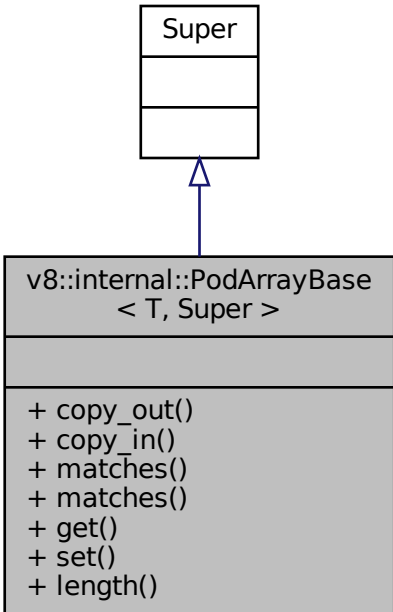 Super
v8::internal::PodArrayBase
< T, Super >
+ copy_out()
+ copy_in()
+ matches()
+ matches()
+ get()
+ set()
+ length()